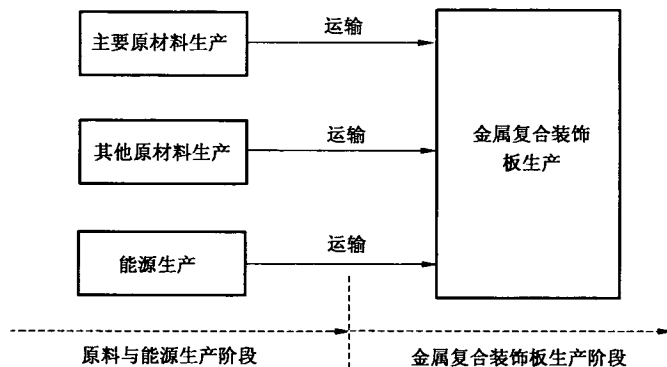 主要原材料生产
运输
其他原材料生产
运输
能源生产
运输
金属复合装饰
板生产
原料与能源生产阶段
金属复合装饰板生产阶段